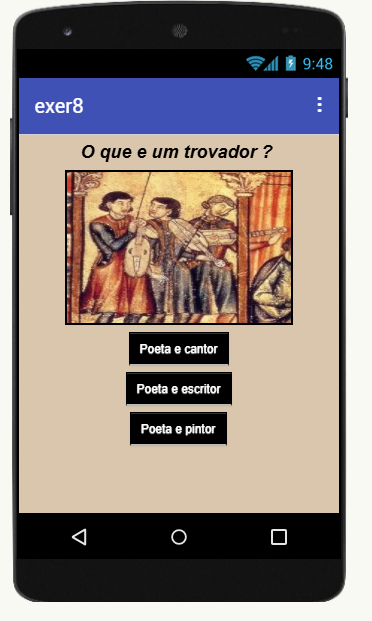 9:48
exer8
O que e um trovador ?
Poeta e cantor
Poeta e escritor
Poeta e pintor